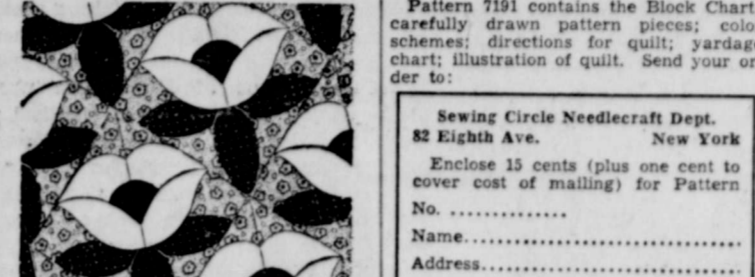 Pattern 7191 contains the Block Chart
carefully drawn pattern pieces; colo
schemes; directions for quilt; yardag
chart; illustration of quilt. Send your or
der to:
Sewing Circle Needlecraft Dept.
82 Eighth Ave. New York
Enclose 15 cents (plus one cent to
cover cost of mailing) for Pattern
No. ...............
Name....................................
Address..................................